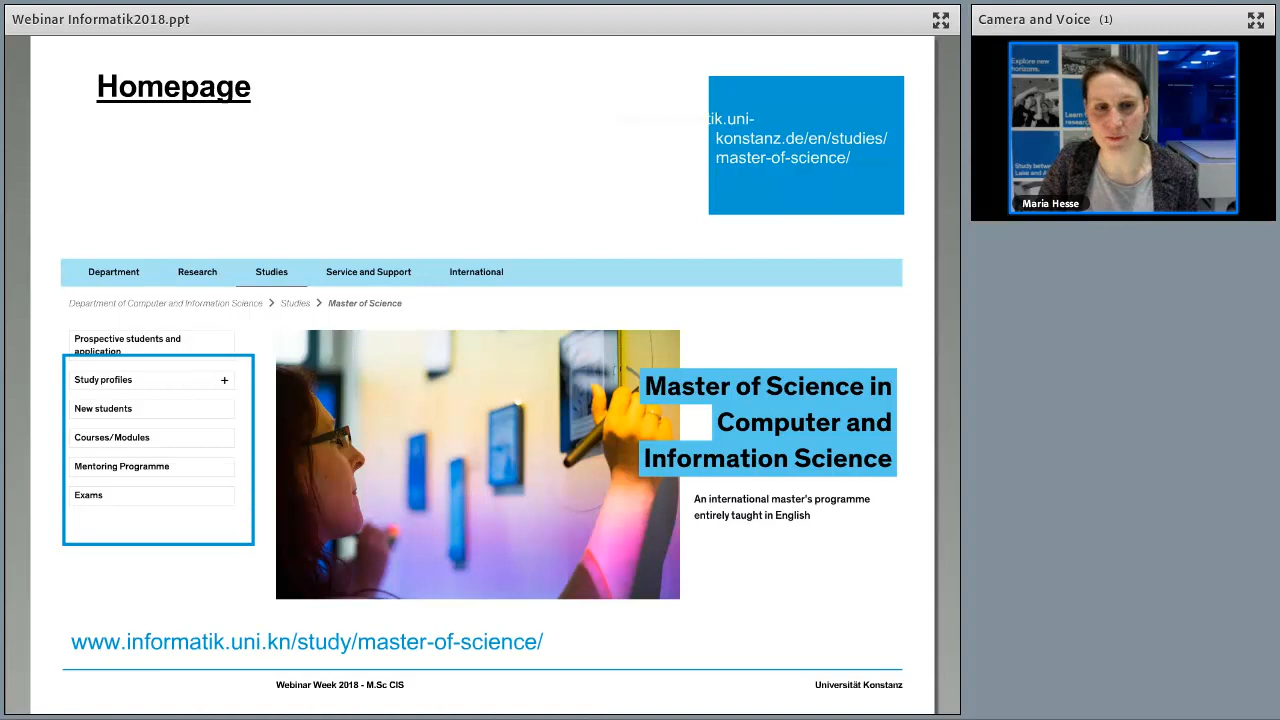 Webinar Informatik2018.ppt
Camera and Voice (1)
Homepage
tik.uni-
konstanz.de/en/studies/
master-of-science/
Explore new
horizons.
Maria Hesse
Department Research Studies Service and Support International
Department of Computer and Information Science > Studies > Master of Science
Prospective students and
application
Study profiles +
New students
Courses/Modules
Mentoring Programme
Exams
Master of Science in
Computer and
Information Science
An international master's programme
entirely taught in English
www.informatik.uni.kn/study/master-of-science/
Webinar Week 2018 - M.Sc CIS
Universität Konstanz